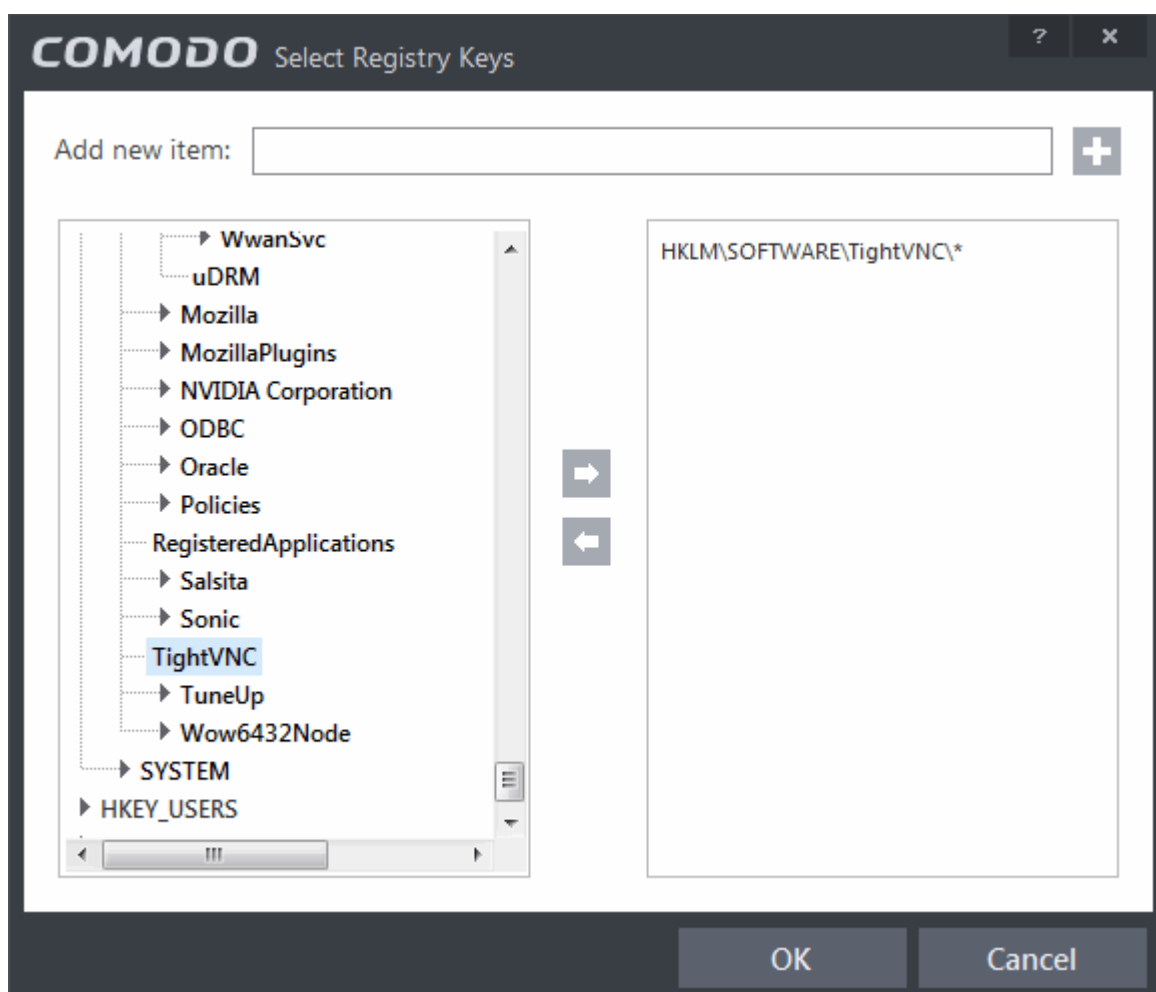 COMODO Select Registry Keys
? ×
Add new item:
WwanSvc
uDRM
Mozilla
MozillaPlugins
NVIDIA Corporation
ODBC
Oracle
Policies
RegisteredApplications
Salsita
Sonic
TightVNC
TuneUp
Wow6432Node
SYSTEM
HKEY_USERS
HKLM\SOFTWARE\TightVNC\*
OK
Cancel